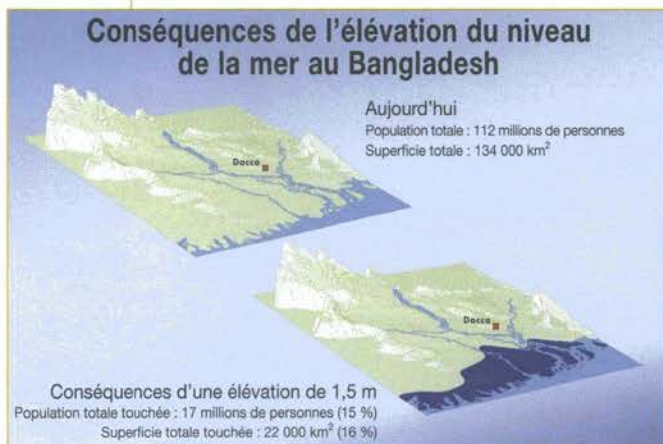 Conséquences de l'élévation du niveau
de la mer au Bangladesh
Aujourd'hui
Population totale : 112 millions de personnes
Superficie totale : 134 000 km²
Dacca
Dacca
Conséquences d'une élévation de 1,5 m
Population totale touchée : 17 millions de personnes (15 %)
Superficie totale touchée : 22 000 km² (16 %)